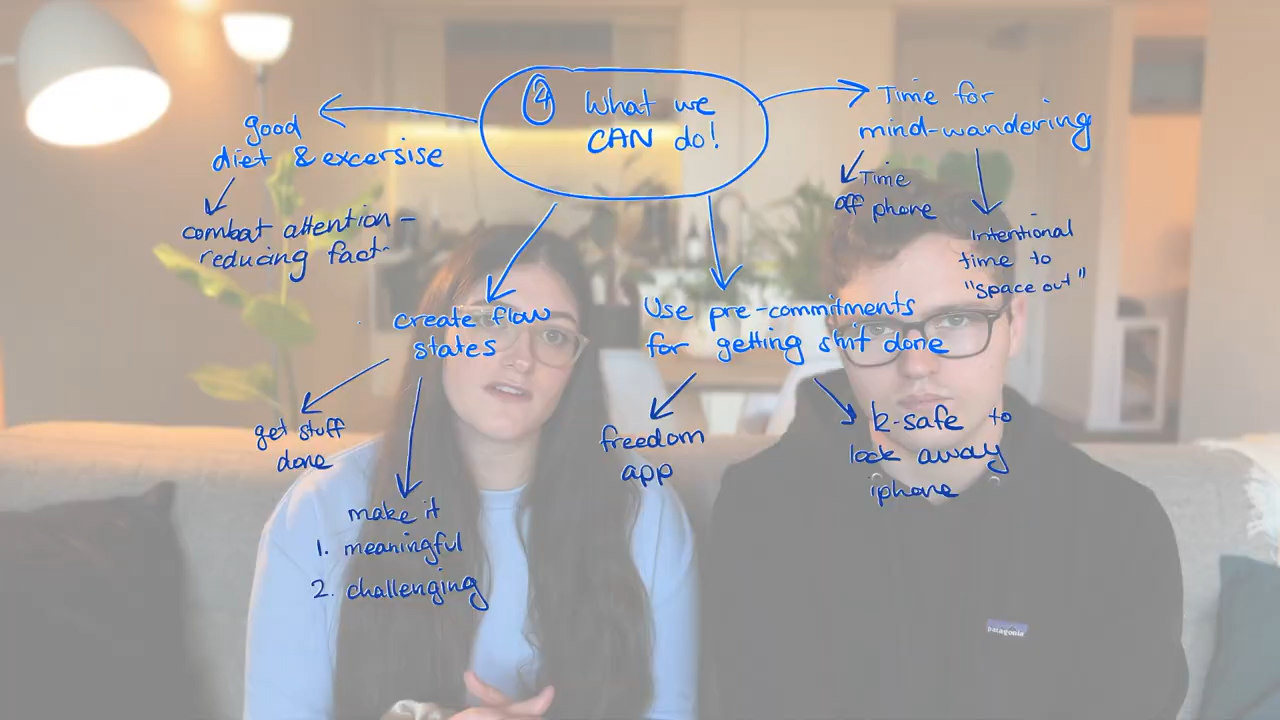 4 What we
CAN do!
good
diet & excersise
combat attention -
reducing fact-
create flow
states
get stuff
done
make it
1. meaningful
2. challenging
Use pre-commitments
for getting shit done
freedom
app
k-safe to
lock away
iphone
Time for
mind-wandering
Time
off phone
Intentional
time to
"space out"
patagonia